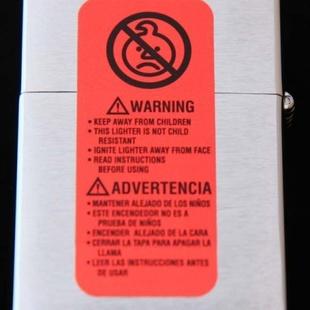 WARNING
• KEEP AWAY FROM CHILDREN
• THIS LIGHTER IS NOT CHILD
RESISTANT
• IGNITE LIGHTER AWAY FROM FACE
• READ INSTRUCTIONS
BEFORE USING
ADVERTENCIA
• MANTENER ALEJADO DE LOS NIÑOS
• ESTE ENCENDEDOR NO ES A
PRUEBA DE NIÑOS
• ENCENDER ALEJADO DE LA CARA
• CERRAR LA TAPA PARA APAGAR LA
LLAMA
• LEER LAS INSTRUCCIONES ANTES
DE USAR